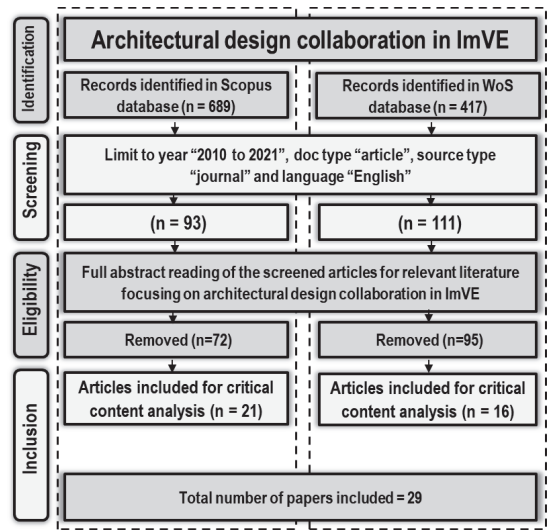 Identification
Architectural design collaboration in ImVE
Records identified in Scopus
database (n = 689)
Records identified in WoS
database (n = 417)
Screening
Limit to year “2010 to 2021”, doc type “article”, source type
“journal” and language “English”
(n = 93)
(n = 111)
Eligibility
Full abstract reading of the screened articles for relevant literature
focusing on architectural design collaboration in ImVE
Removed (n=72)
Removed (n=95)
Inclusion
Articles included for critical
content analysis (n = 21)
Articles included for critical
content analysis (n = 16)
Total number of papers included = 29